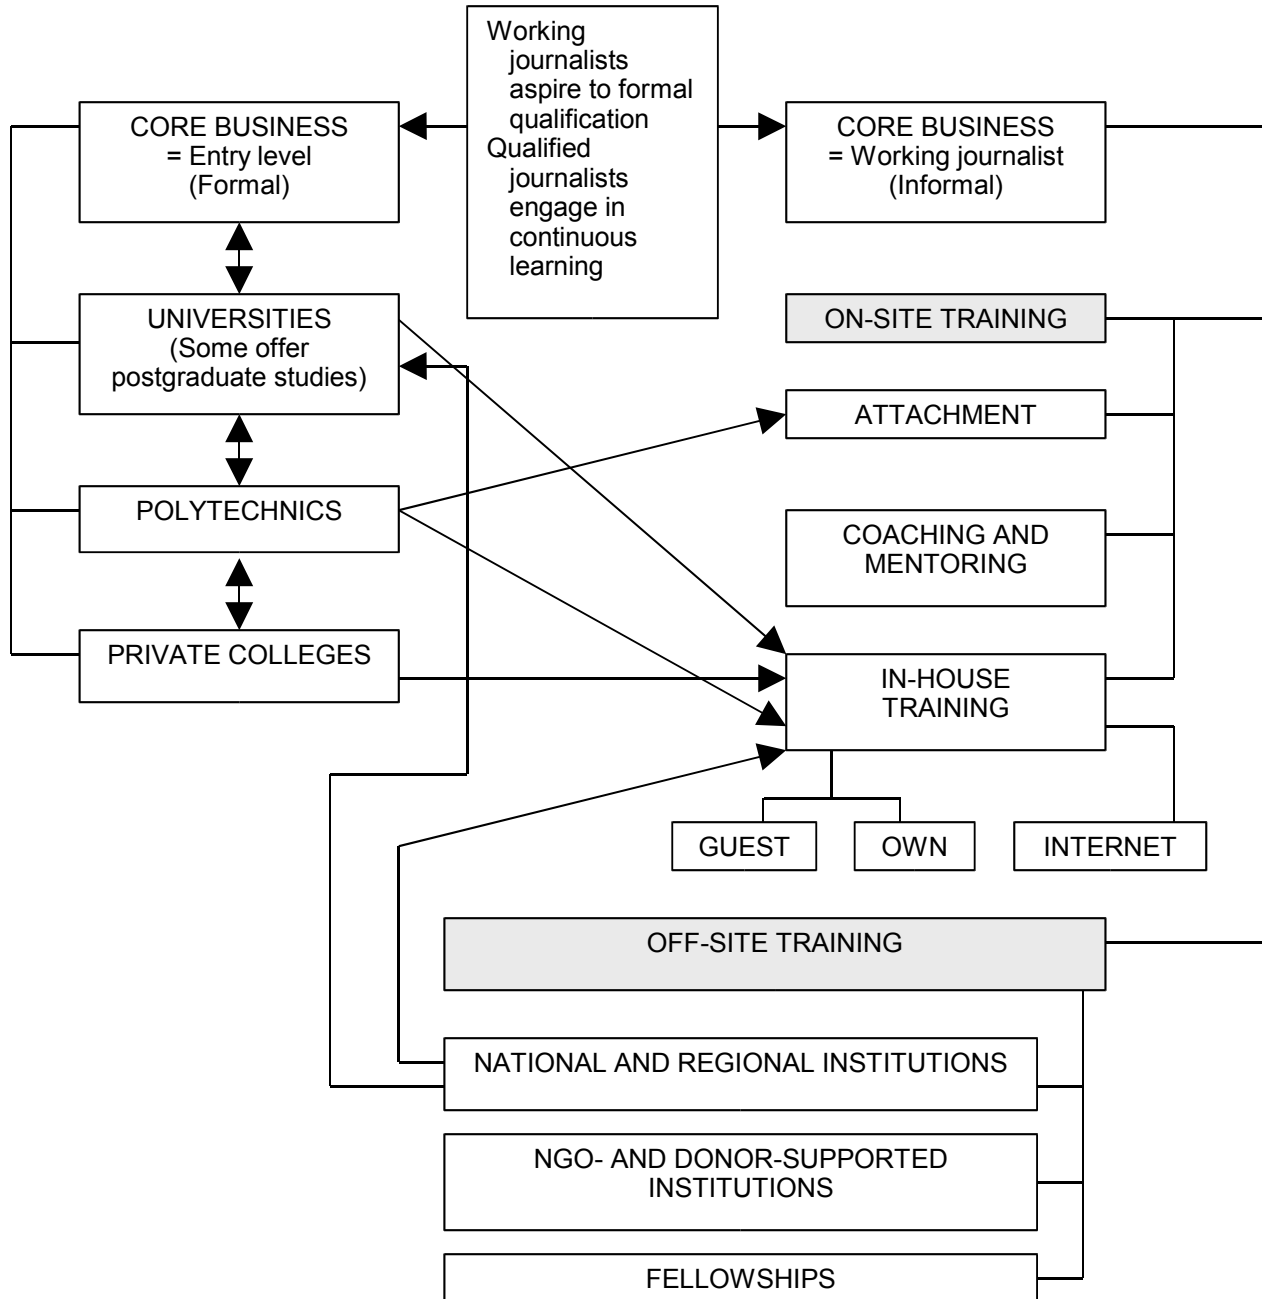 Working
journalists
aspire to formal
qualification
Qualified
journalists
engage in
continuous
learning
CORE BUSINESS
= Entry level
(Formal)
CORE BUSINESS
= Working journalist
(Informal)
UNIVERSITIES
(Some offer
postgraduate studies)
ON-SITE TRAINING
ATTACHMENT
POLYTECHNICS
COACHING AND
MENTORING
PRIVATE COLLEGES
IN-HOUSE
TRAINING
GUEST
OWN
INTERNET
OFF-SITE TRAINING
NATIONAL AND REGIONAL INSTITUTIONS
NGO- AND DONOR-SUPPORTED
INSTITUTIONS
FELLOWSHIPS